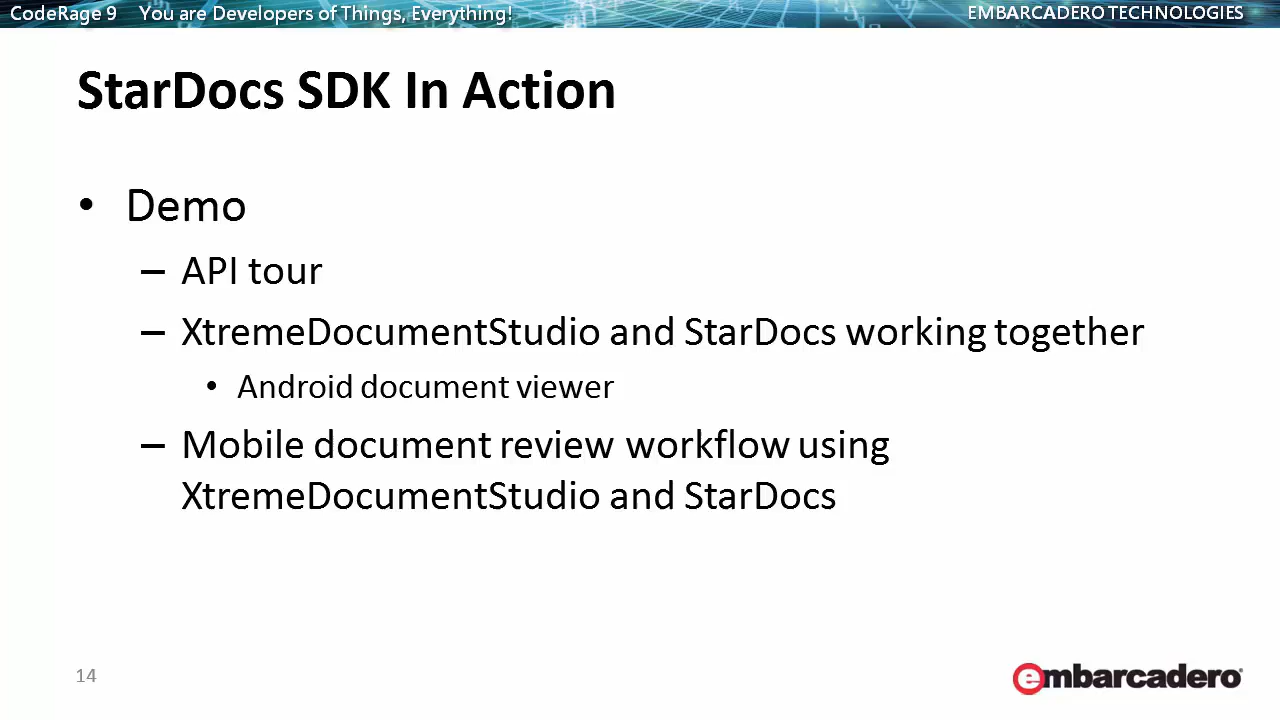 CodeRage 9 You are Developers of Things, Everything! EMBARCADERO TECHNOLOGIES
StarDocs SDK In Action
• Demo
– API tour
– XtremeDocumentStudio and StarDocs working together
• Android document viewer
– Mobile document review workflow using
XtremeDocumentStudio and StarDocs
14
embarcadero